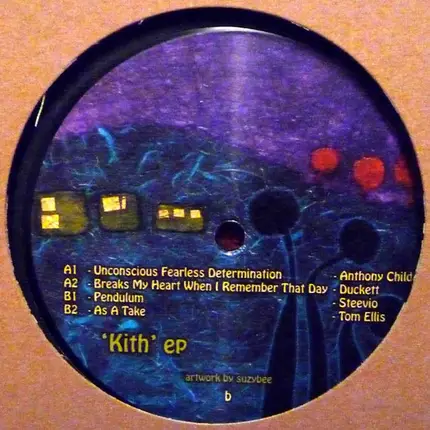 A1 - Unconscious Fearless Determination - Anthony Child
A2 - Breaks My Heart When I Remember That Day - Duckett
B1 - Pendulum - Steevio
B2 - As A Take - Tom Ellis
'Kith' ep
artwork by suzybee
b